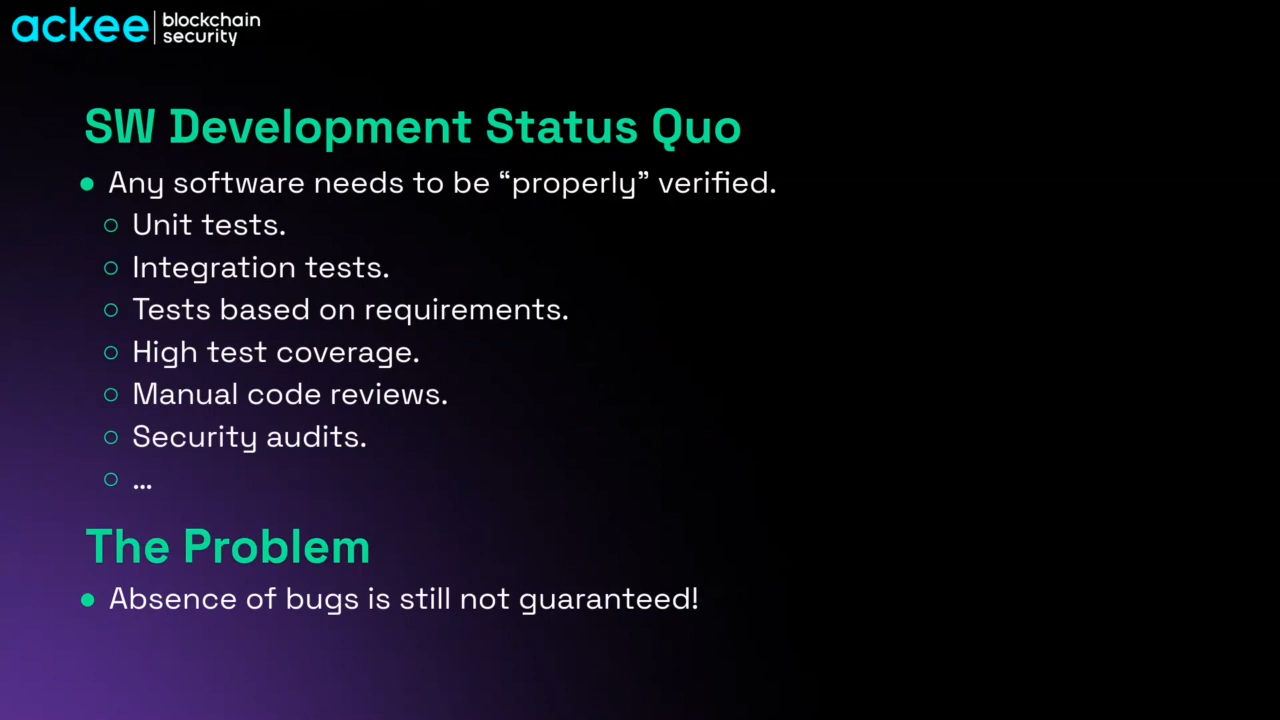 ackee blockchain security
SW Development Status Quo
● Any software needs to be “properly” verified.
○ Unit tests.
○ Integration tests.
○ Tests based on requirements.
○ High test coverage.
○ Manual code reviews.
○ Security audits.
○ ...
The Problem
● Absence of bugs is still not guaranteed!